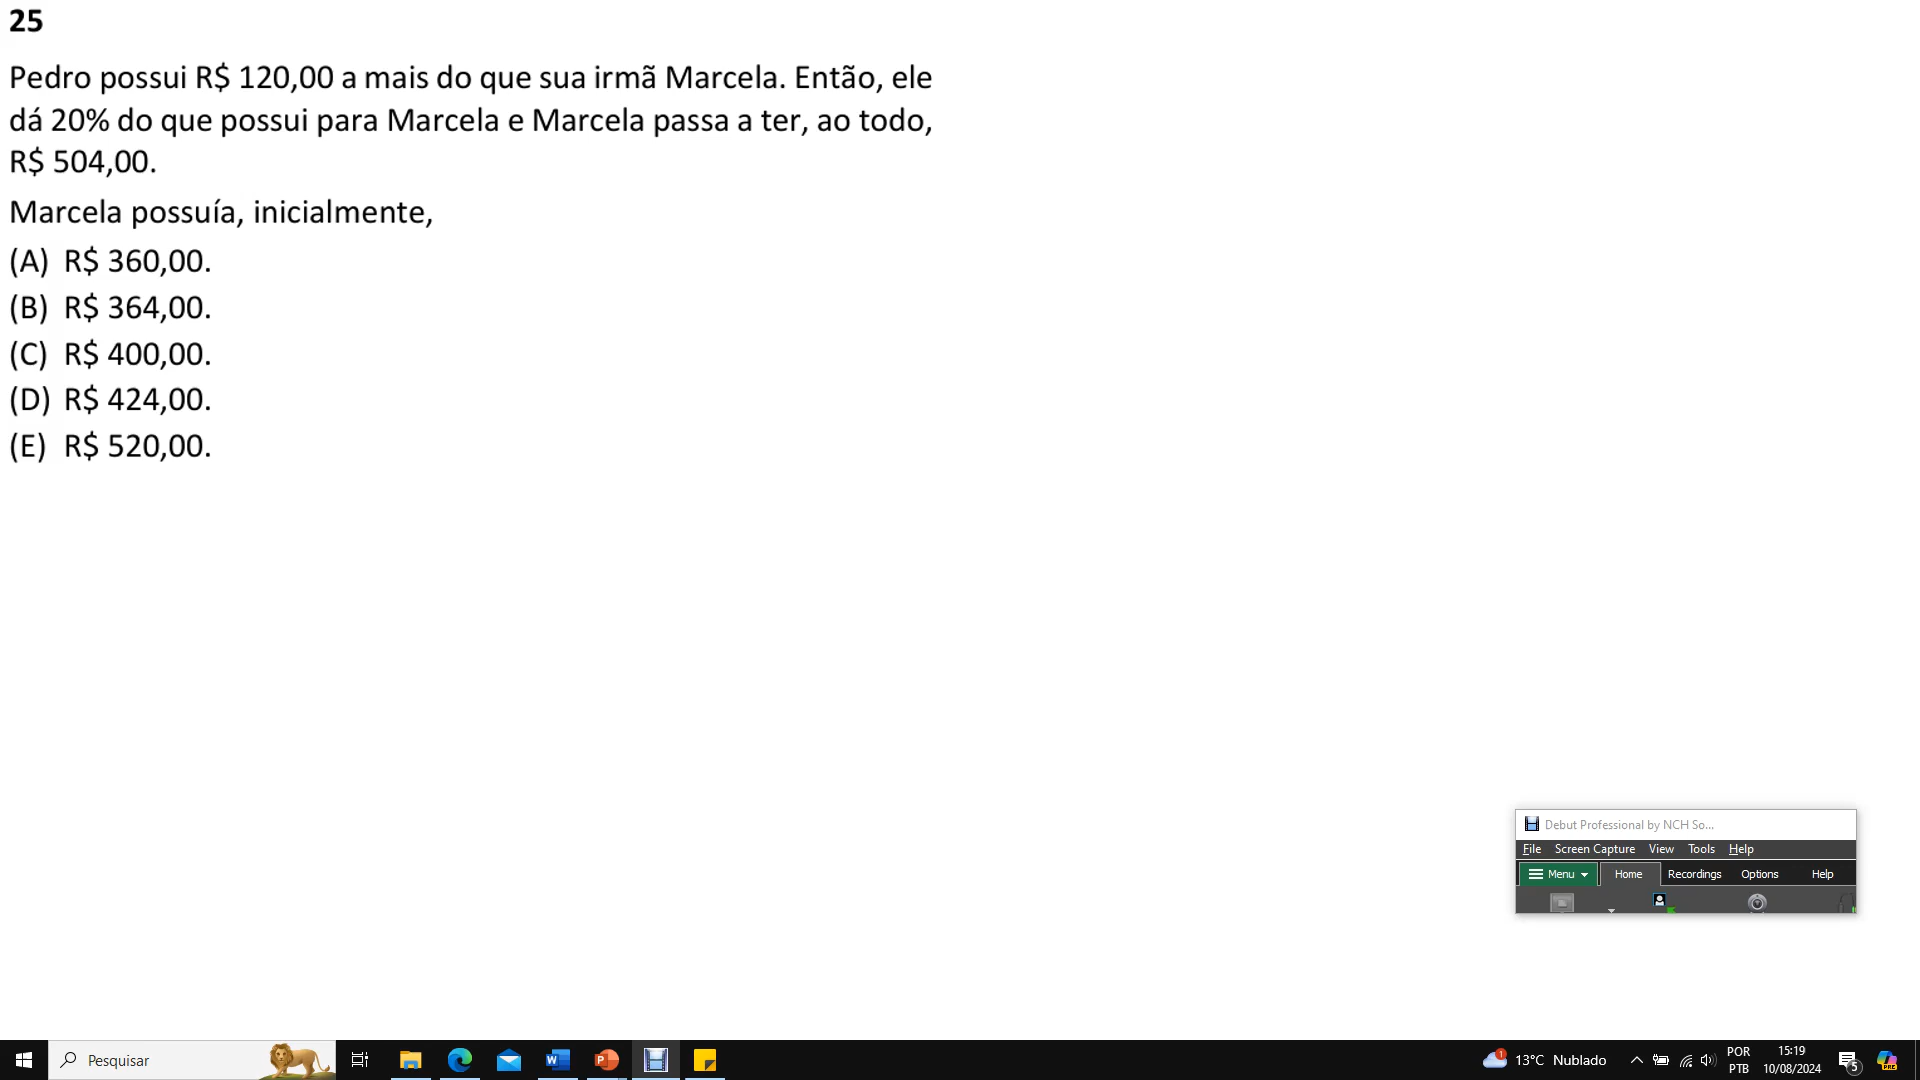 25
Pedro possui R$ 120,00 a mais do que sua irmã Marcela. Então, ele
dá 20% do que possui para Marcela e Marcela passa a ter, ao todo,
R$ 504,00.
Marcela possuía, inicialmente,
(A) R$ 360,00.
(B) R$ 364,00.
(C) R$ 400,00.
(D) R$ 424,00.
(E) R$ 520,00.
Debut Professional by NCH So...
File Screen Capture View Tools Help
Menu Home Recordings Options Help
Pesquisar
1 13°C Nublado
POR 15:19
PTB 10/08/2024 5